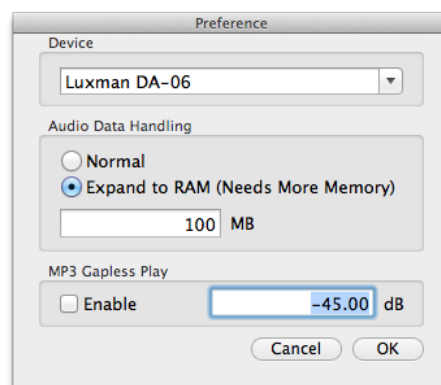 Preference
Device
Luxman DA-06
Audio Data Handling
Normal
Expand to RAM (Needs More Memory)
100 MB
MP3 Gapless Play
Enable -45.00 dB
Cancel OK